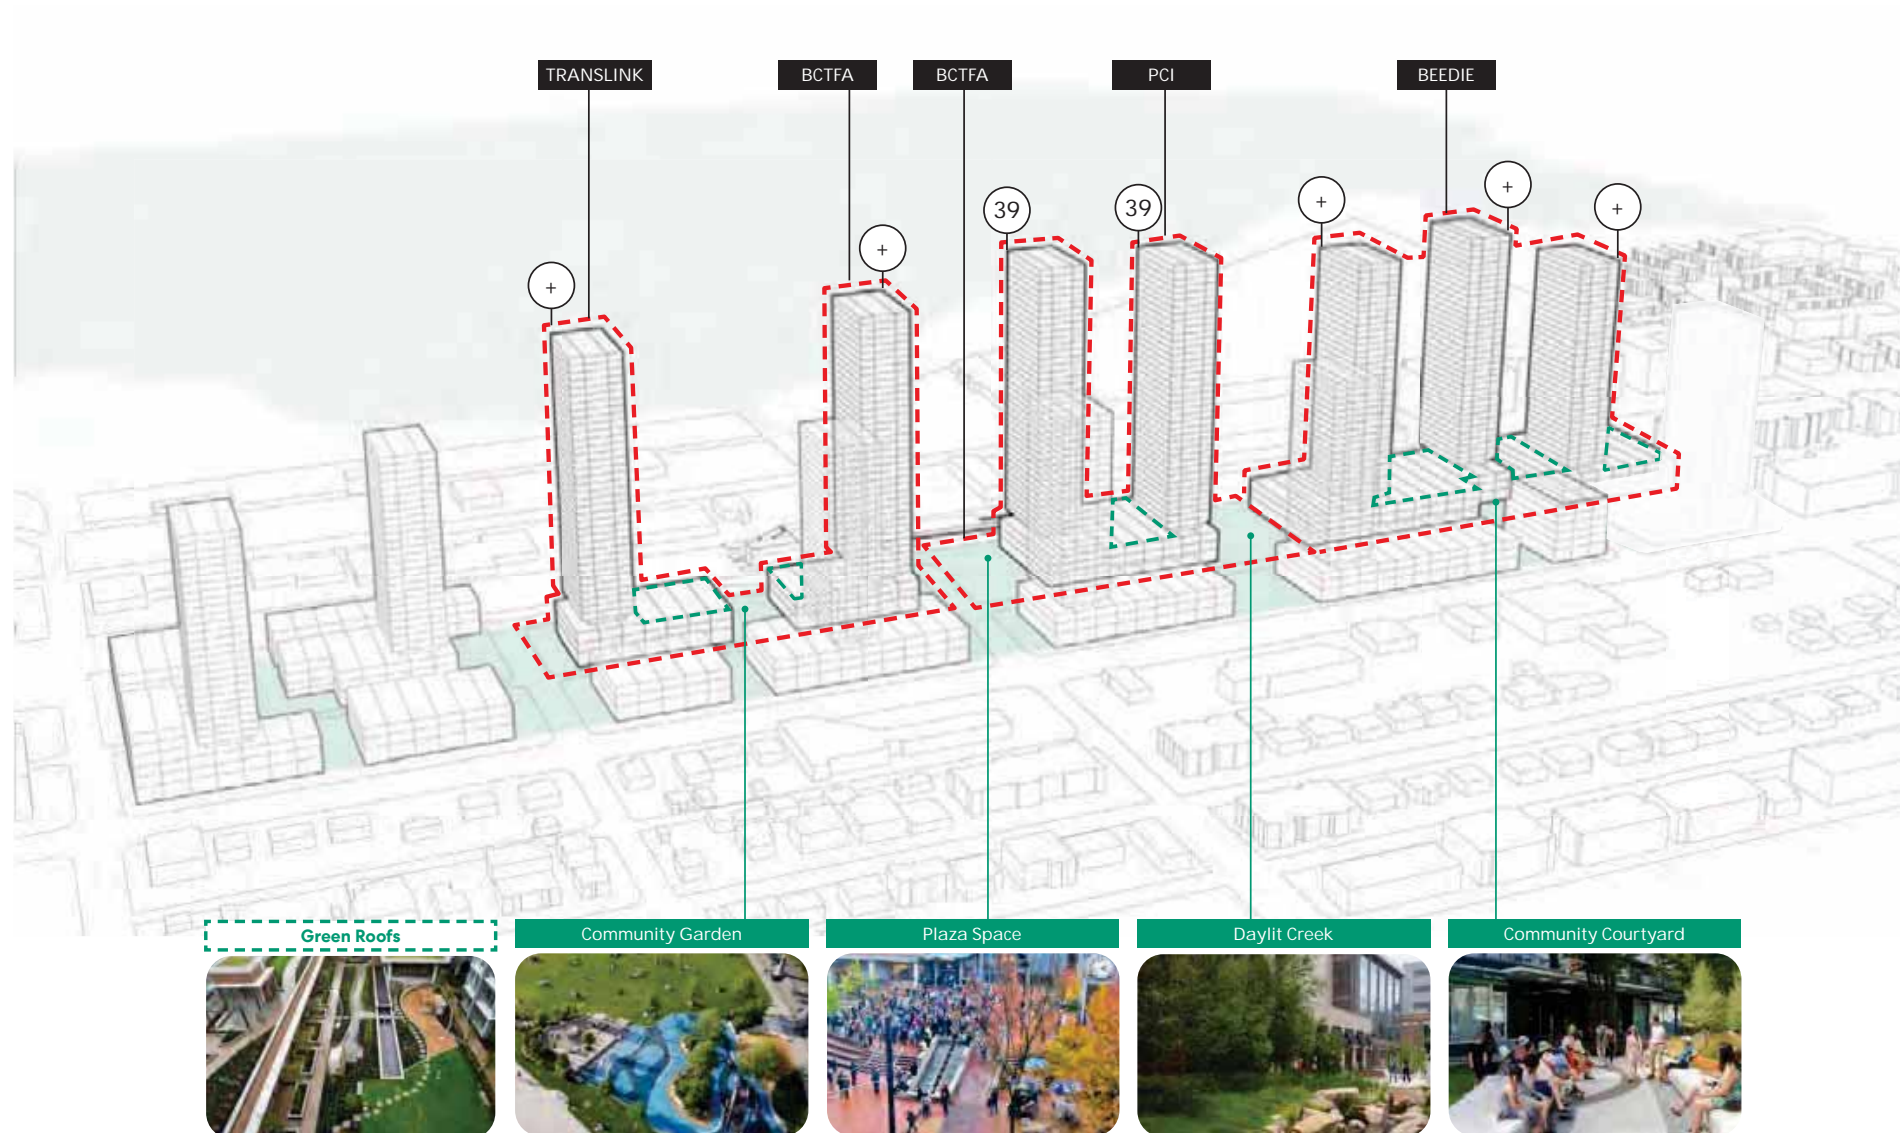 TRANSLINK
BCTFA
BCTFA
PCI
BEEDIE
+
+
39
39
+
+
+
Green Roofs
Community Garden
Plaza Space
Daylit Creek
Community Courtyard